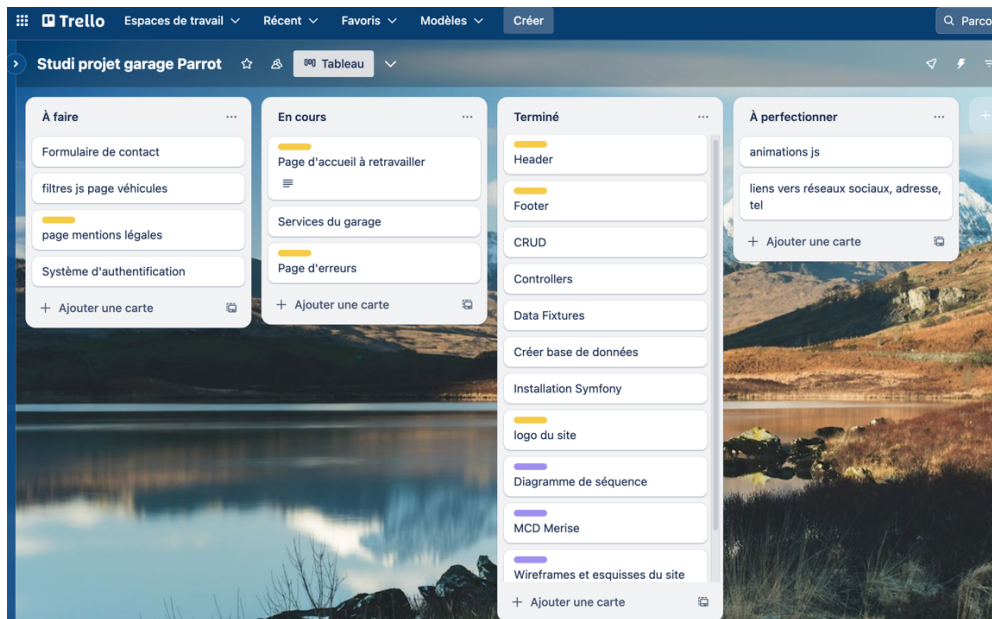 Trello
Espaces de travail
Récent
Favoris
Modèles
Créer
Parco
Studi projet garage Parrot
Tableau
À faire
Formulaire de contact
filtres js page véhicules
page mentions légales
Système d'authentification
+ Ajouter une carte
En cours
Page d'accueil à retravailler
Services du garage
Page d'erreurs
+ Ajouter une carte
Terminé
Header
Footer
CRUD
Controllers
Data Fixtures
Créer base de données
Installation Symfony
logo du site
Diagramme de séquence
MCD Merise
Wireframes et esquisses du site
+ Ajouter une carte
À perfectionner
animations js
liens vers réseaux sociaux, adresse,
tel
+ Ajouter une carte